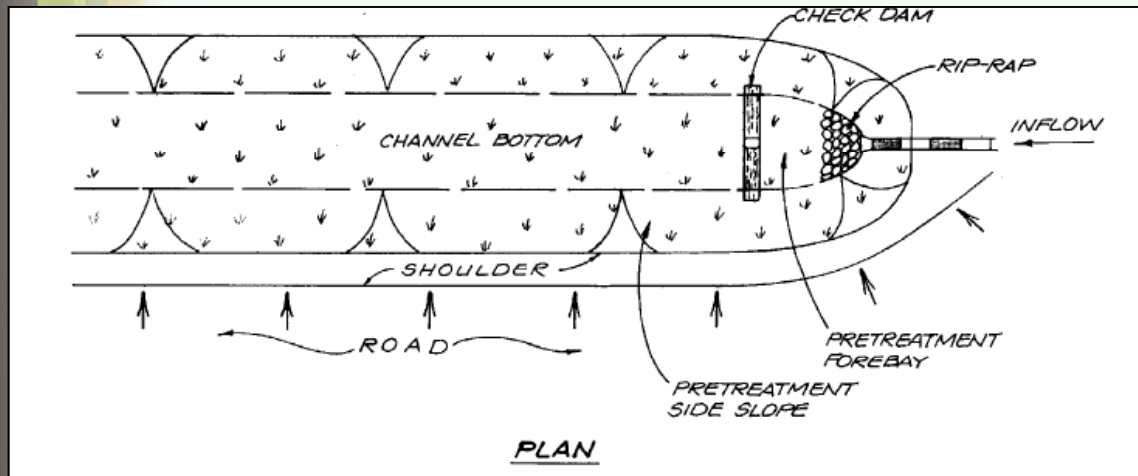 CHECK DAM
RIP-RAP
INFLOW
CHANNEL BOTTOM
SHOULDER
ROAD
PRETREATMENT
FOREBAY
PRETREATMENT
SIDE SLOPE
PLAN